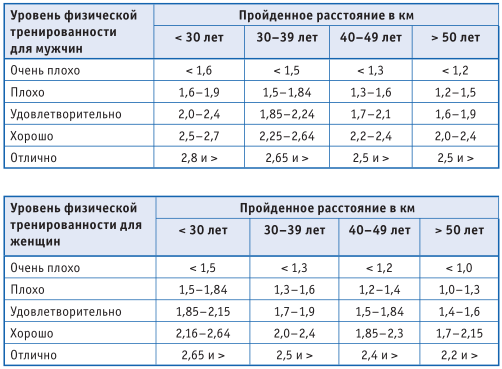 Уровень физической тренированности для мужчин | Пройденное расстояние в км
< 30 лет | 30–39 лет | 40–49 лет | > 50 лет
Очень плохо | < 1,6 | < 1,5 | < 1,3 | < 1,2
Плохо | 1,6–1,9 | 1,5–1,84 | 1,3–1,6 | 1,2–1,5
Удовлетворительно | 2,0–2,4 | 1,85–2,24 | 1,7–2,1 | 1,6–1,9
Хорошо | 2,5–2,7 | 2,25–2,64 | 2,2–2,4 | 2,0–2,4
Отлично | 2,8 и > | 2,65 и > | 2,5 и > | 2,5 и >
Уровень физической тренированности для женщин | Пройденное расстояние в км
< 30 лет | 30–39 лет | 40–49 лет | > 50 лет
Очень плохо | < 1,5 | < 1,3 | < 1,2 | < 1,0
Плохо | 1,5–1,84 | 1,3–1,6 | 1,2–1,4 | 1,0–1,3
Удовлетворительно | 1,85–2,15 | 1,7–1,9 | 1,5–1,84 | 1,4–1,6
Хорошо | 2,16–2,64 | 2,0–2,4 | 1,85–2,3 | 1,7–2,15
Отлично | 2,65 и > | 2,5 и > | 2,4 и > | 2,2 и >